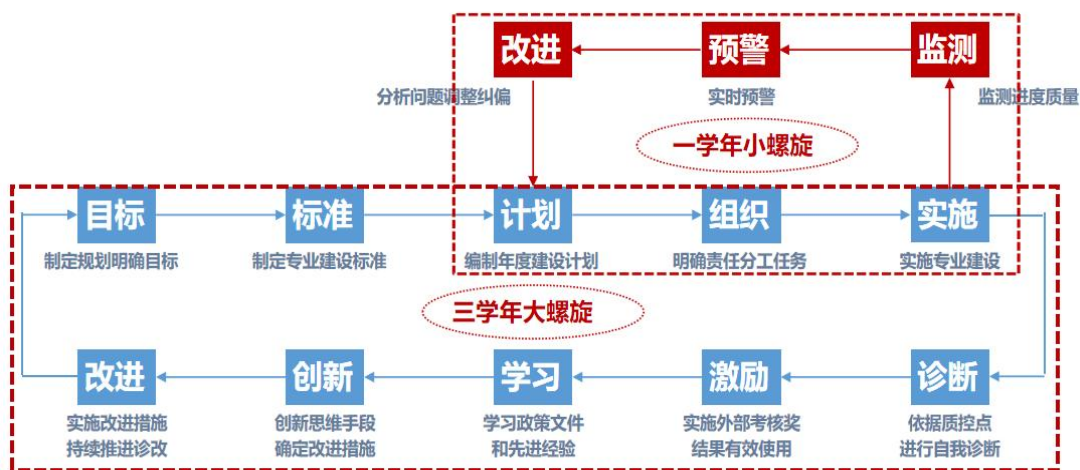 改进
预警
监测
分析问题调整纠偏
实时预警
监测进度质量
一学年小螺旋
目标
标准
计划
组织
实施
制定规划明确目标
制定专业建设标准
编制年度建设计划
明确责任分工任务
实施专业建设
三学年大螺旋
改进
创新
学习
激励
诊断
实施改进措施
持续推进诊改
创新思维手段
确定改进措施
学习政策文件
和先进经验
实施外部考核奖
结果有效使用
依据质控点
进行自我诊断